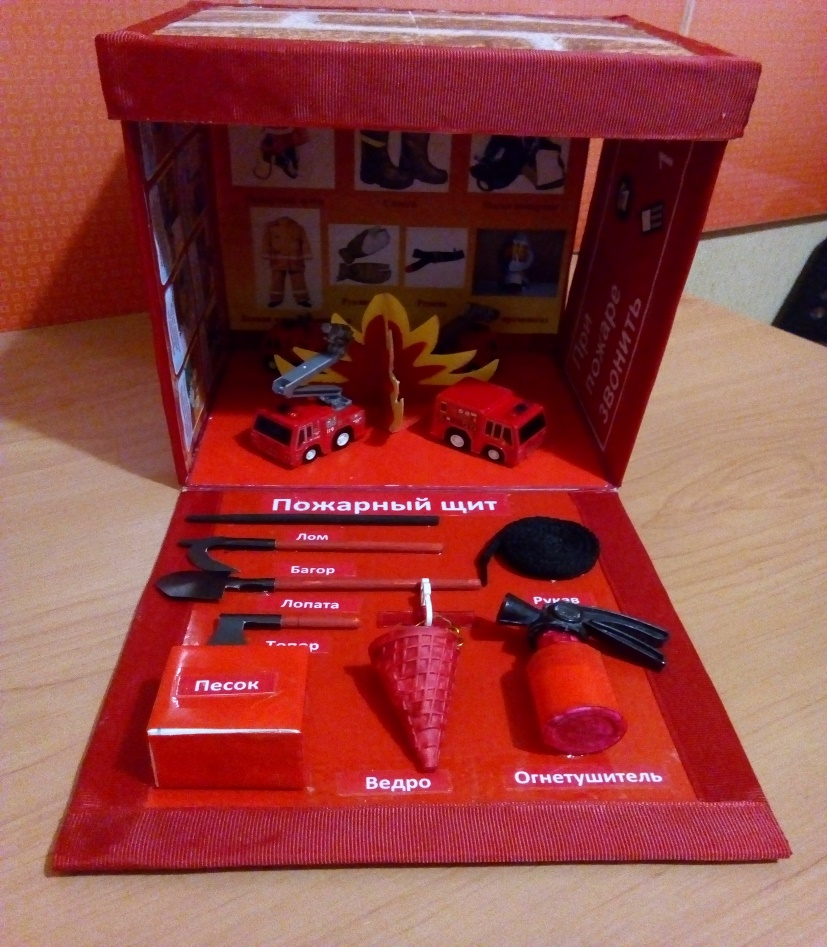 При
пожаре
звонить
Пожарный щит
Лом
Багор
Лопата
Рукав
Топор
Песок
Ведро
Огнетушитель